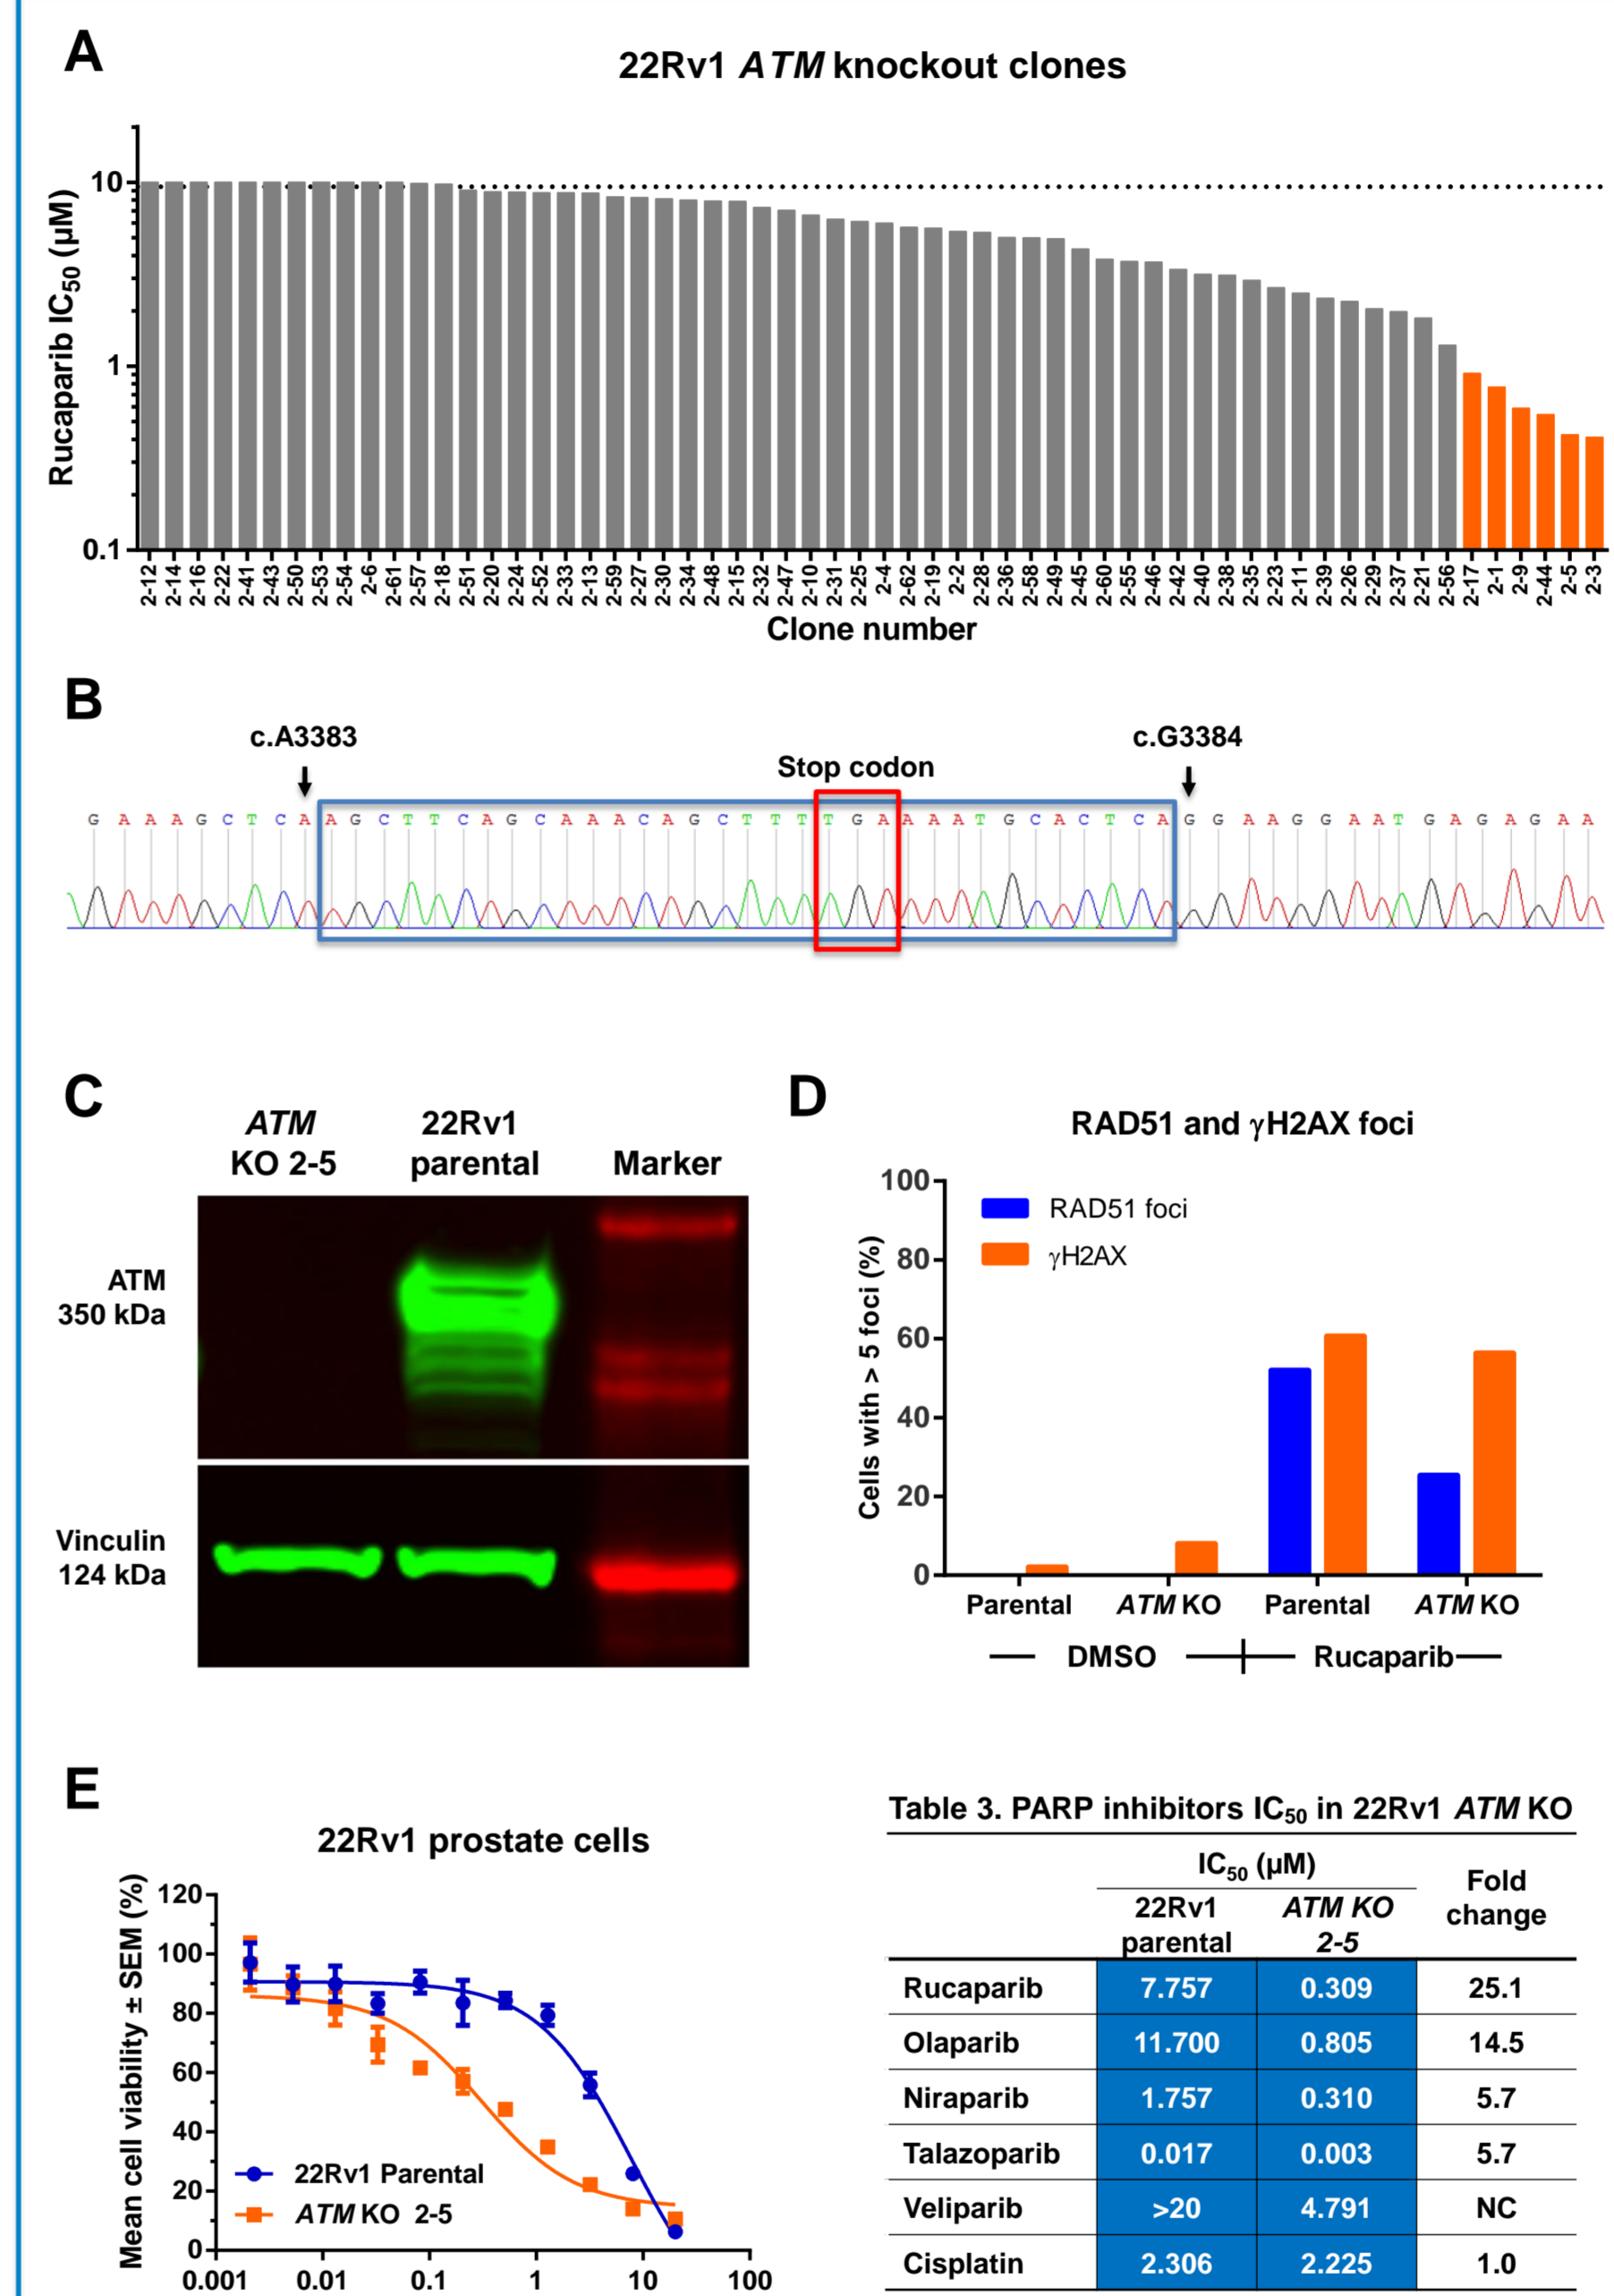 A
22Rv1 ATM knockout clones
Rucaparib IC50 (µM)
10
1
0.1
2-12 2-14 2-16 2-22 2-41 2-43 2-50 2-53 2-54 2-6 2-61 2-57 2-18 2-51 2-20 2-24 2-52 2-33 2-13 2-59 2-27 2-30 2-34 2-48 2-15 2-32 2-47 2-10 2-31 2-25 2-4 2-62 2-19 2-2 2-28 2-36 2-58 2-49 2-45 2-60 2-55 2-46 2-42 2-40 2-38 2-35 2-23 2-11 2-39 2-26 2-29 2-37 2-21 2-56 2-17 2-1 2-9 2-44 2-5 2-3
Clone number
B
c.A3383
Stop codon
c.G3384
G A A A G C T C A A G C T T C A G C A A A C A G C T T T T G A A A T G C A C T C A G G A A G G A A T G A G A G A A
C
ATM
KO 2-5
22Rv1
parental
Marker
ATM
350 kDa
Vinculin
124 kDa
D
RAD51 and γH2AX foci
Cells with > 5 foci (%)
100
80
60
40
20
0
RAD51 foci
γH2AX
Parental ATM KO Parental ATM KO
DMSO Rucaparib
E
22Rv1 prostate cells
Mean cell viability ± SEM (%)
120
100
80
60
40
20
0
22Rv1 Parental
ATM KO 2-5
0.001 0.01 0.1 1 10 100
Table 3. PARP inhibitors IC50 in 22Rv1 ATM KO
IC50 (µM)
Fold
change
22Rv1
parental
ATM KO
2-5
Rucaparib 7.757 0.309 25.1
Olaparib 11.700 0.805 14.5
Niraparib 1.757 0.310 5.7
Talazoparib 0.017 0.003 5.7
Veliparib >20 4.791 NC
Cisplatin 2.306 2.225 1.0